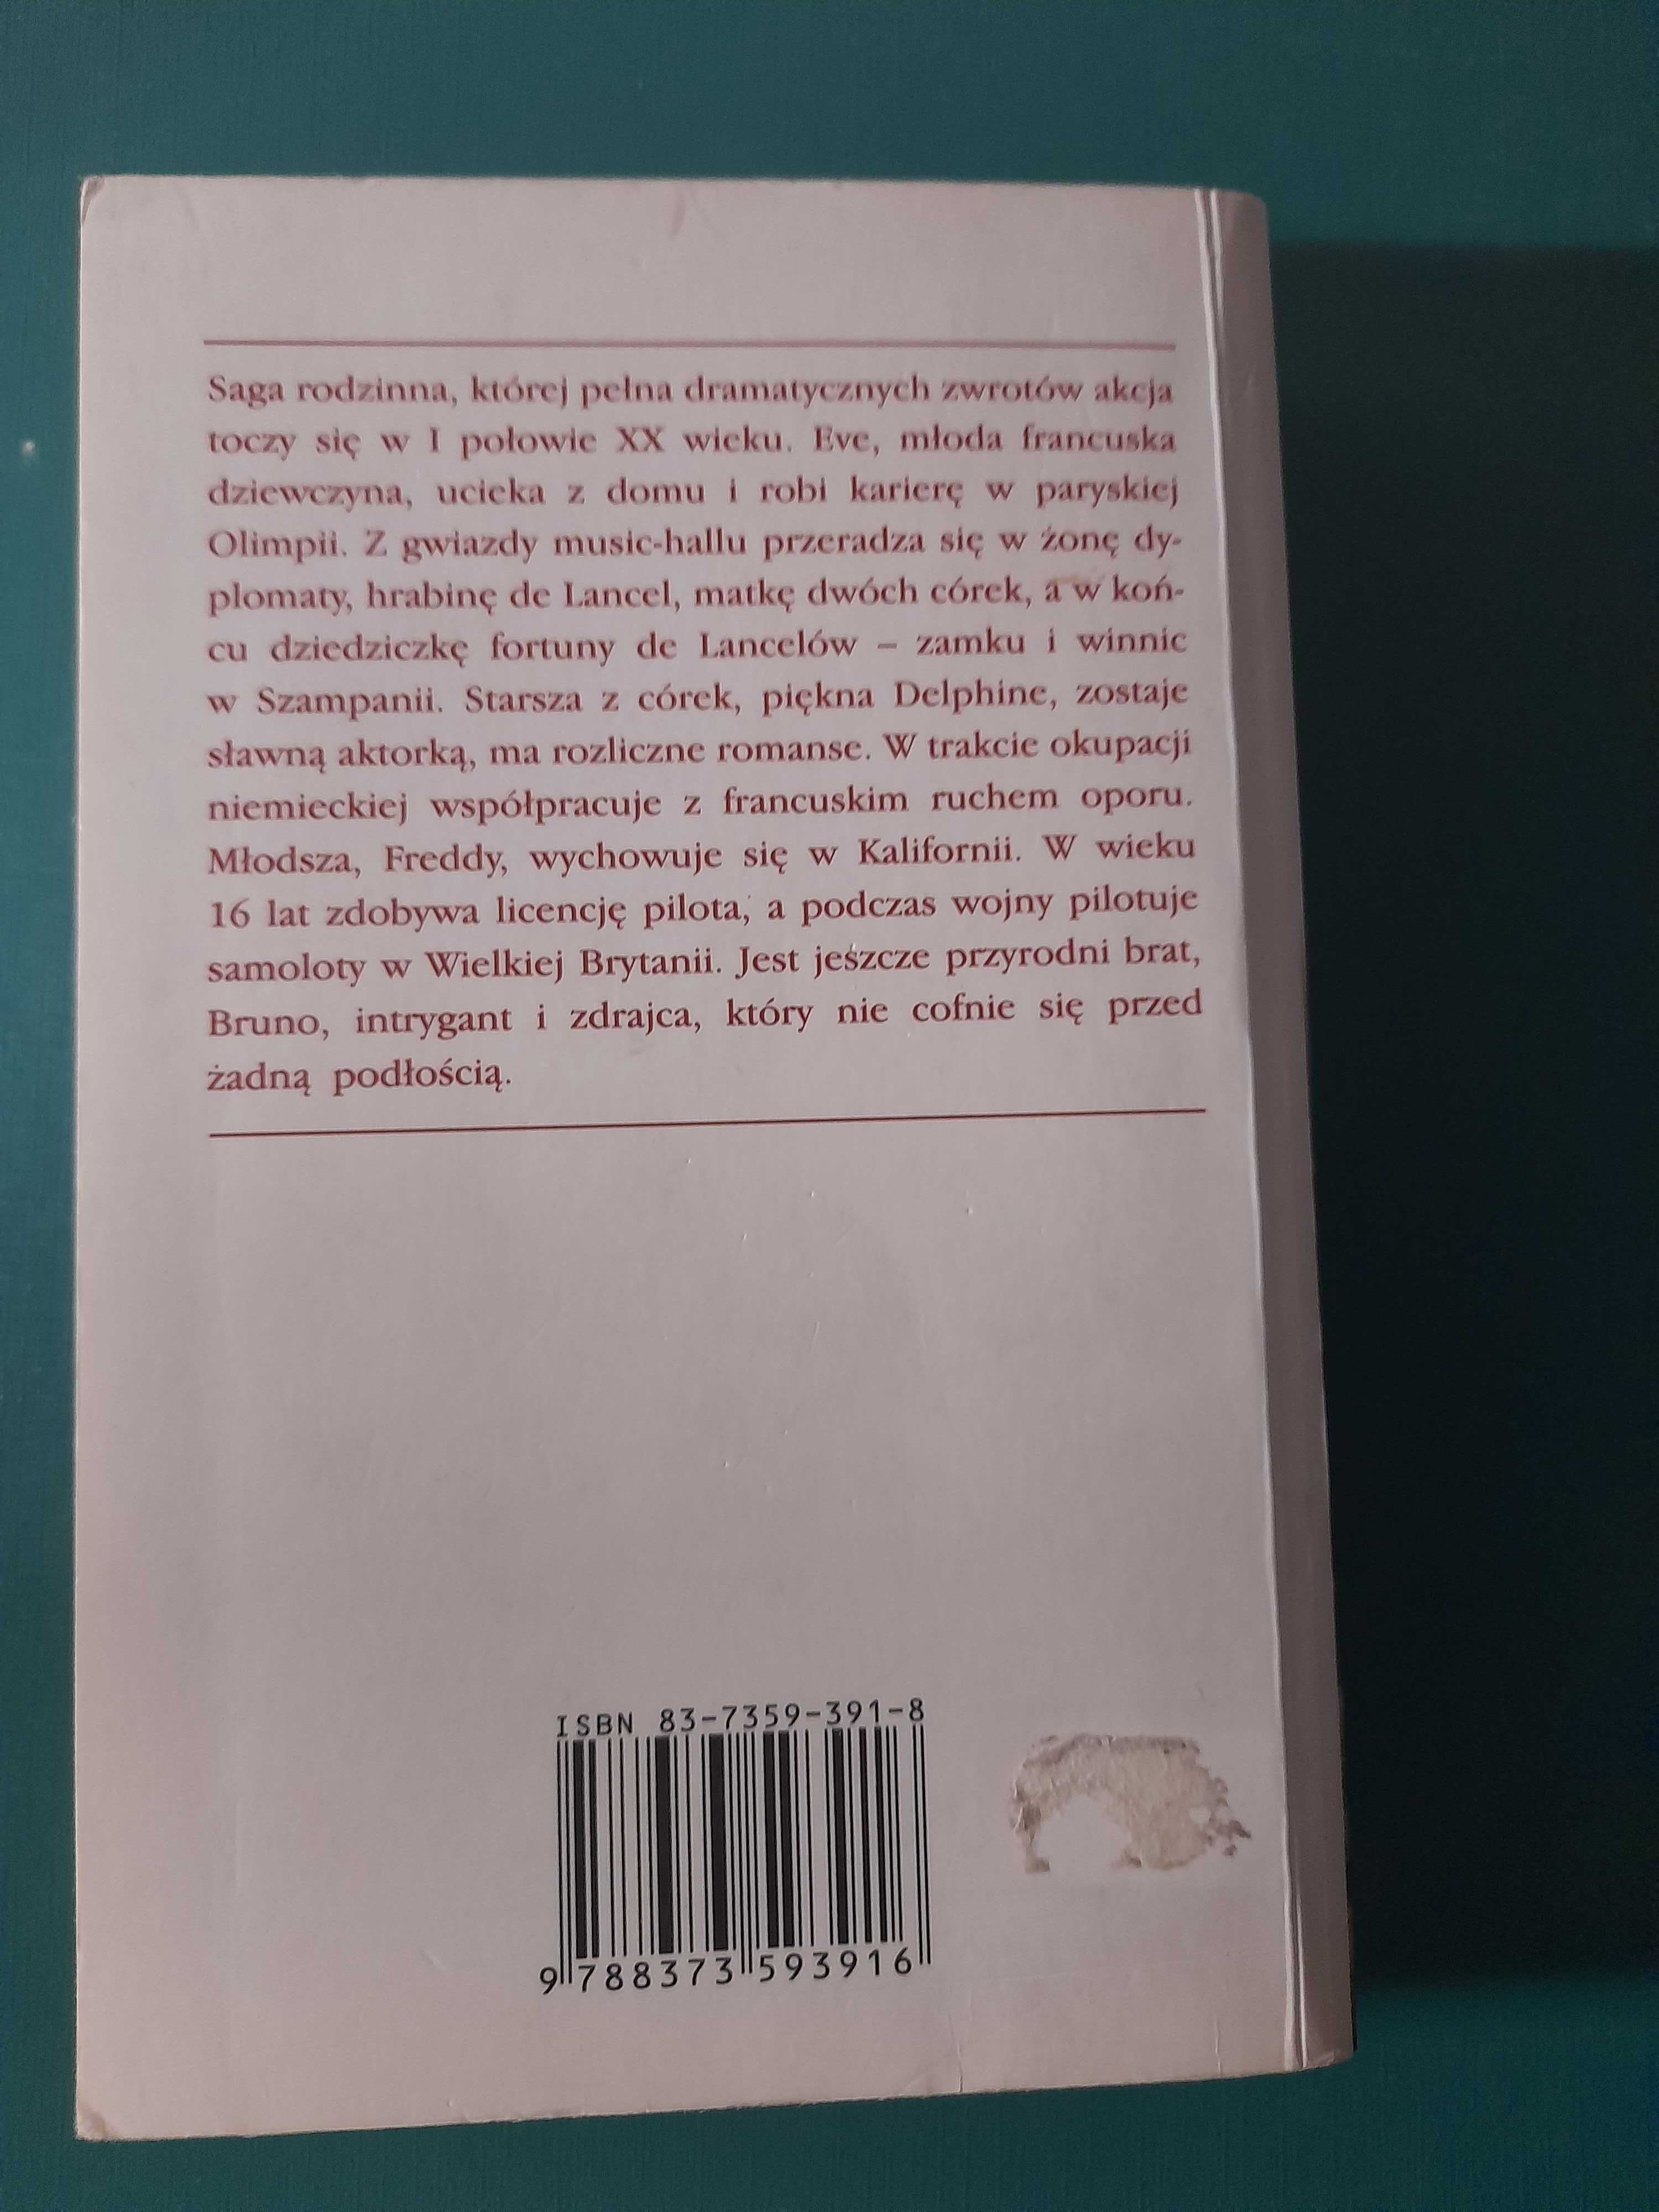 Saga rodzinna, której pełna dramatycznych zwrotów akcja
toczy się w I połowie XX wieku. Eve, młoda francuska
dziewczyna, ucieka z domu i robi karierę w paryskiej
Olimpii. Z gwiazdy music-hallu przeradza się w żonę dy-
plomaty, hrabinę de Lancel, matkę dwóch córek, a w koń-
cu dziedziczkę fortuny de Lancelów – zamku i winnic
w Szampanii. Starsza z córek, piękna Delphine, zostaje
sławną aktorką, ma rozliczne romanse. W trakcie okupacji
niemieckiej współpracuje z francuskim ruchem oporu.
Młodsza, Freddy, wychowuje się w Kalifornii. W wieku
16 lat zdobywa licencję pilota, a podczas wojny pilotuje
samoloty w Wielkiej Brytanii. Jest jeszcze przyrodni brat,
Bruno, intrygant i zdrajca, który nie cofnie się przed
żadną podłością.
ISBN 83-7359-391-8
9 788373 593916